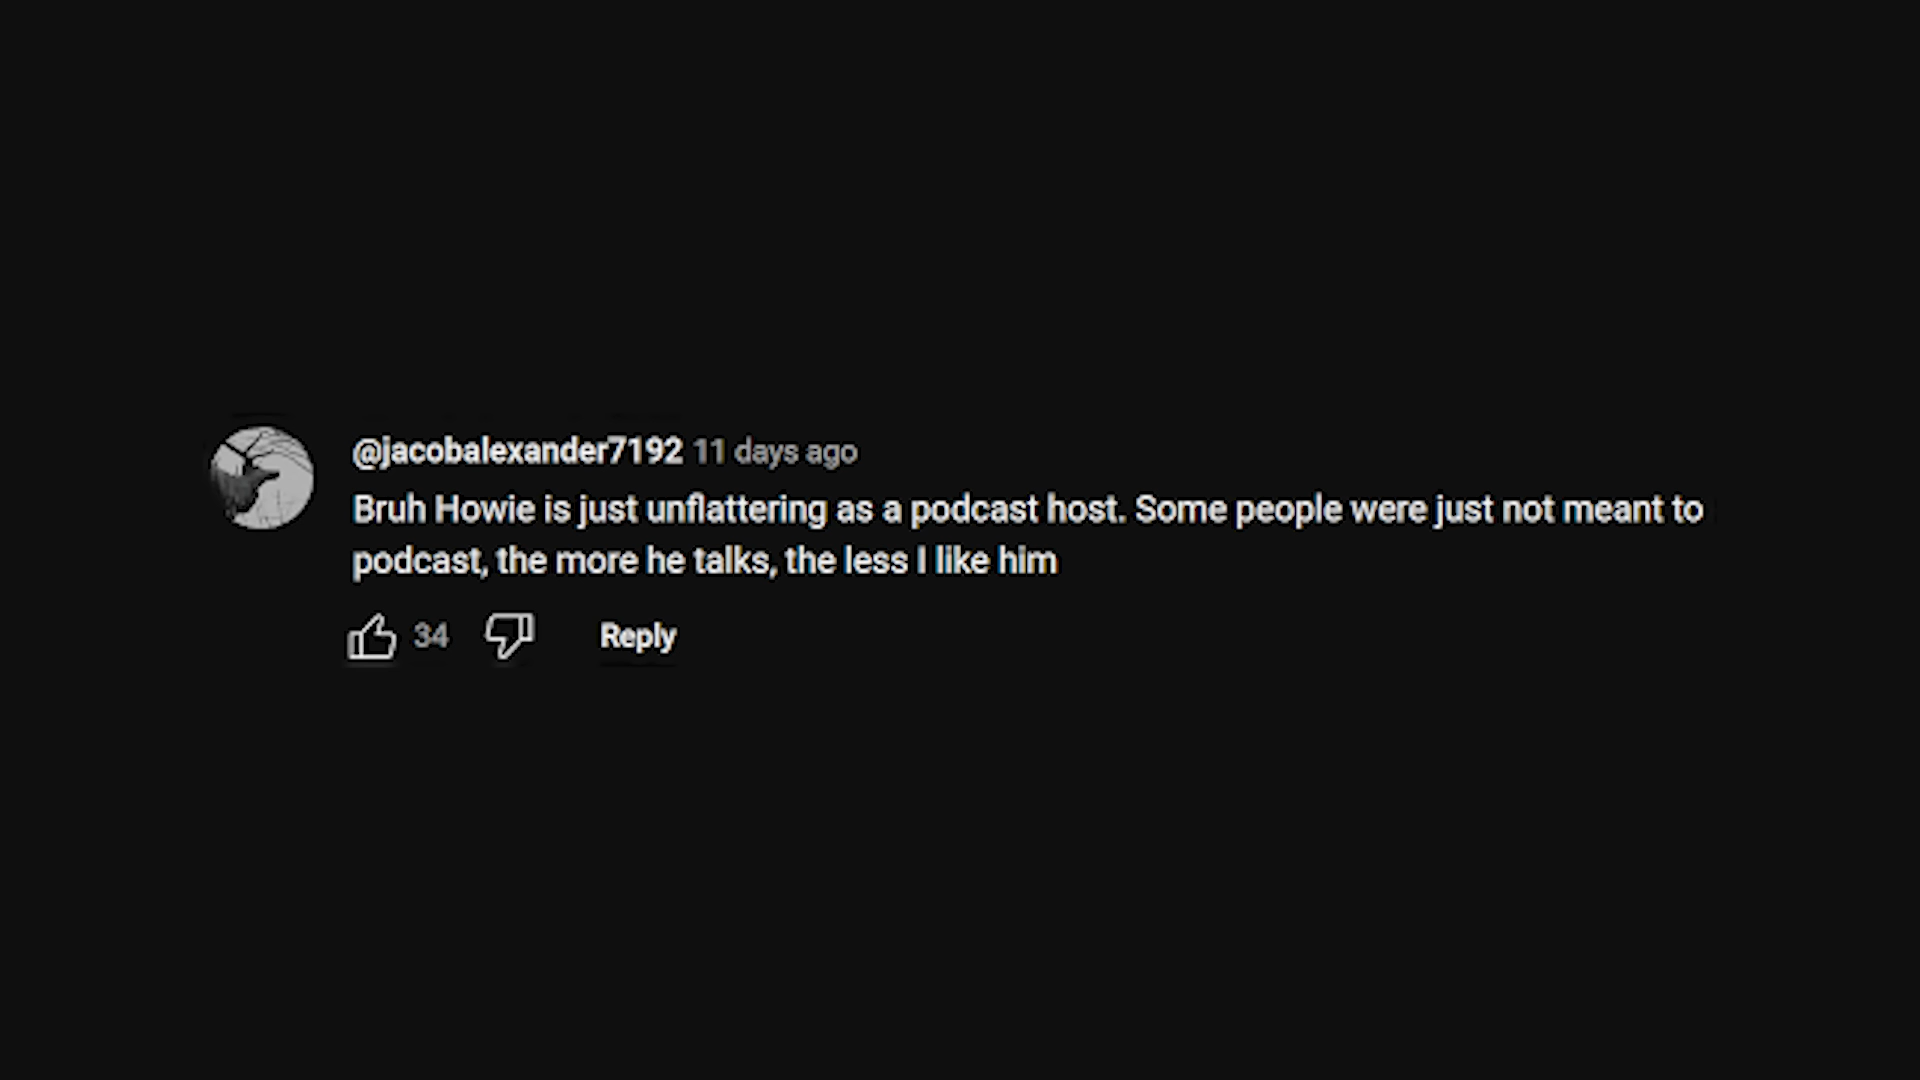 @jacobalexander7192 11 days ago
Bruh Howie is just unflattering as a podcast host. Some people were just not meant to
podcast, the more he talks, the less I like him
34 Reply